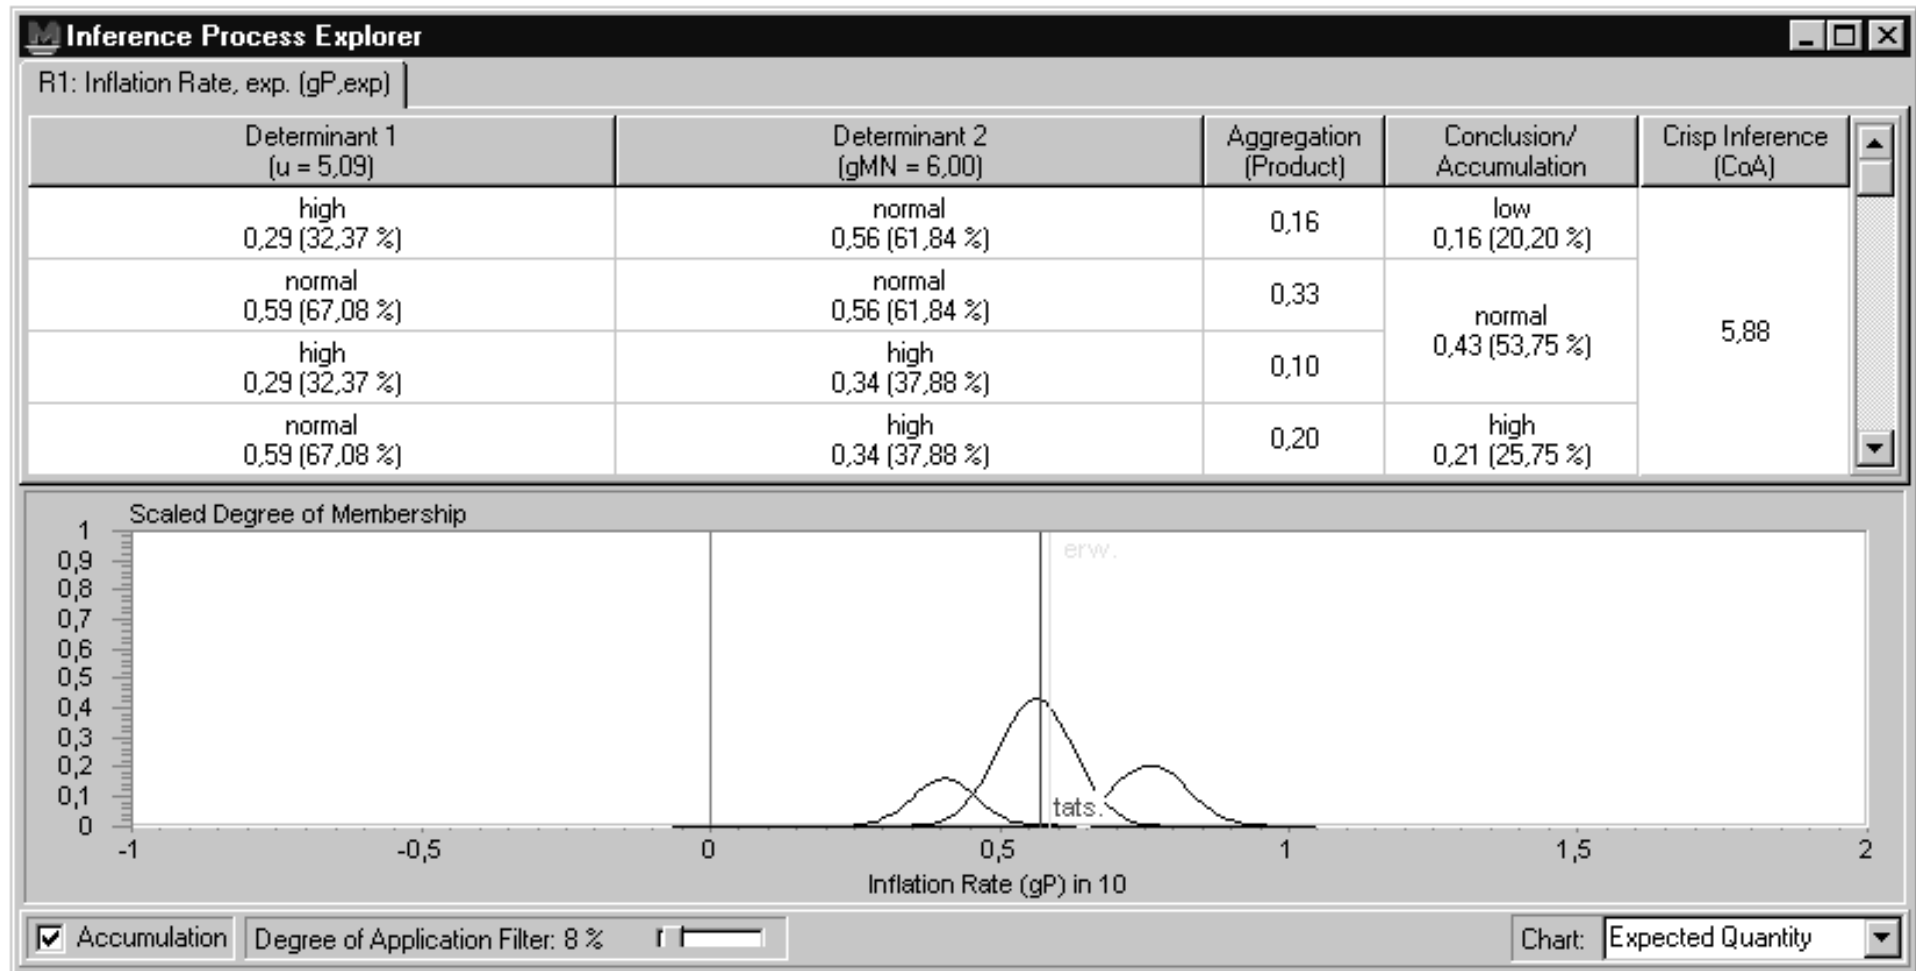 Inference Process Explorer
R1: Inflation Rate, exp. (gP,exp)
Determinant 1
(u = 5,09)
Determinant 2
(gMN = 6,00)
Aggregation
(Product)
Conclusion/
Accumulation
Crisp Inference
(CoA)
high
0,29 (32,37 %)
normal
0,56 (61,84 %)
0,16
low
0,16 (20,20 %)
normal
0,59 (67,08 %)
normal
0,56 (61,84 %)
0,33
normal
0,43 (53,75 %)
5,88
high
0,29 (32,37 %)
high
0,34 (37,88 %)
0,10
normal
0,59 (67,08 %)
high
0,34 (37,88 %)
0,20
high
0,21 (25,75 %)
Scaled Degree of Membership
1
0,9
0,8
0,7
0,6
0,5
0,4
0,3
0,2
0,1
0
erw.
tats.
-1
-0,5
0
0,5
1
1,5
2
Inflation Rate (gP) in 10
Accumulation
Degree of Application Filter: 8 %
Chart:
Expected Quantity